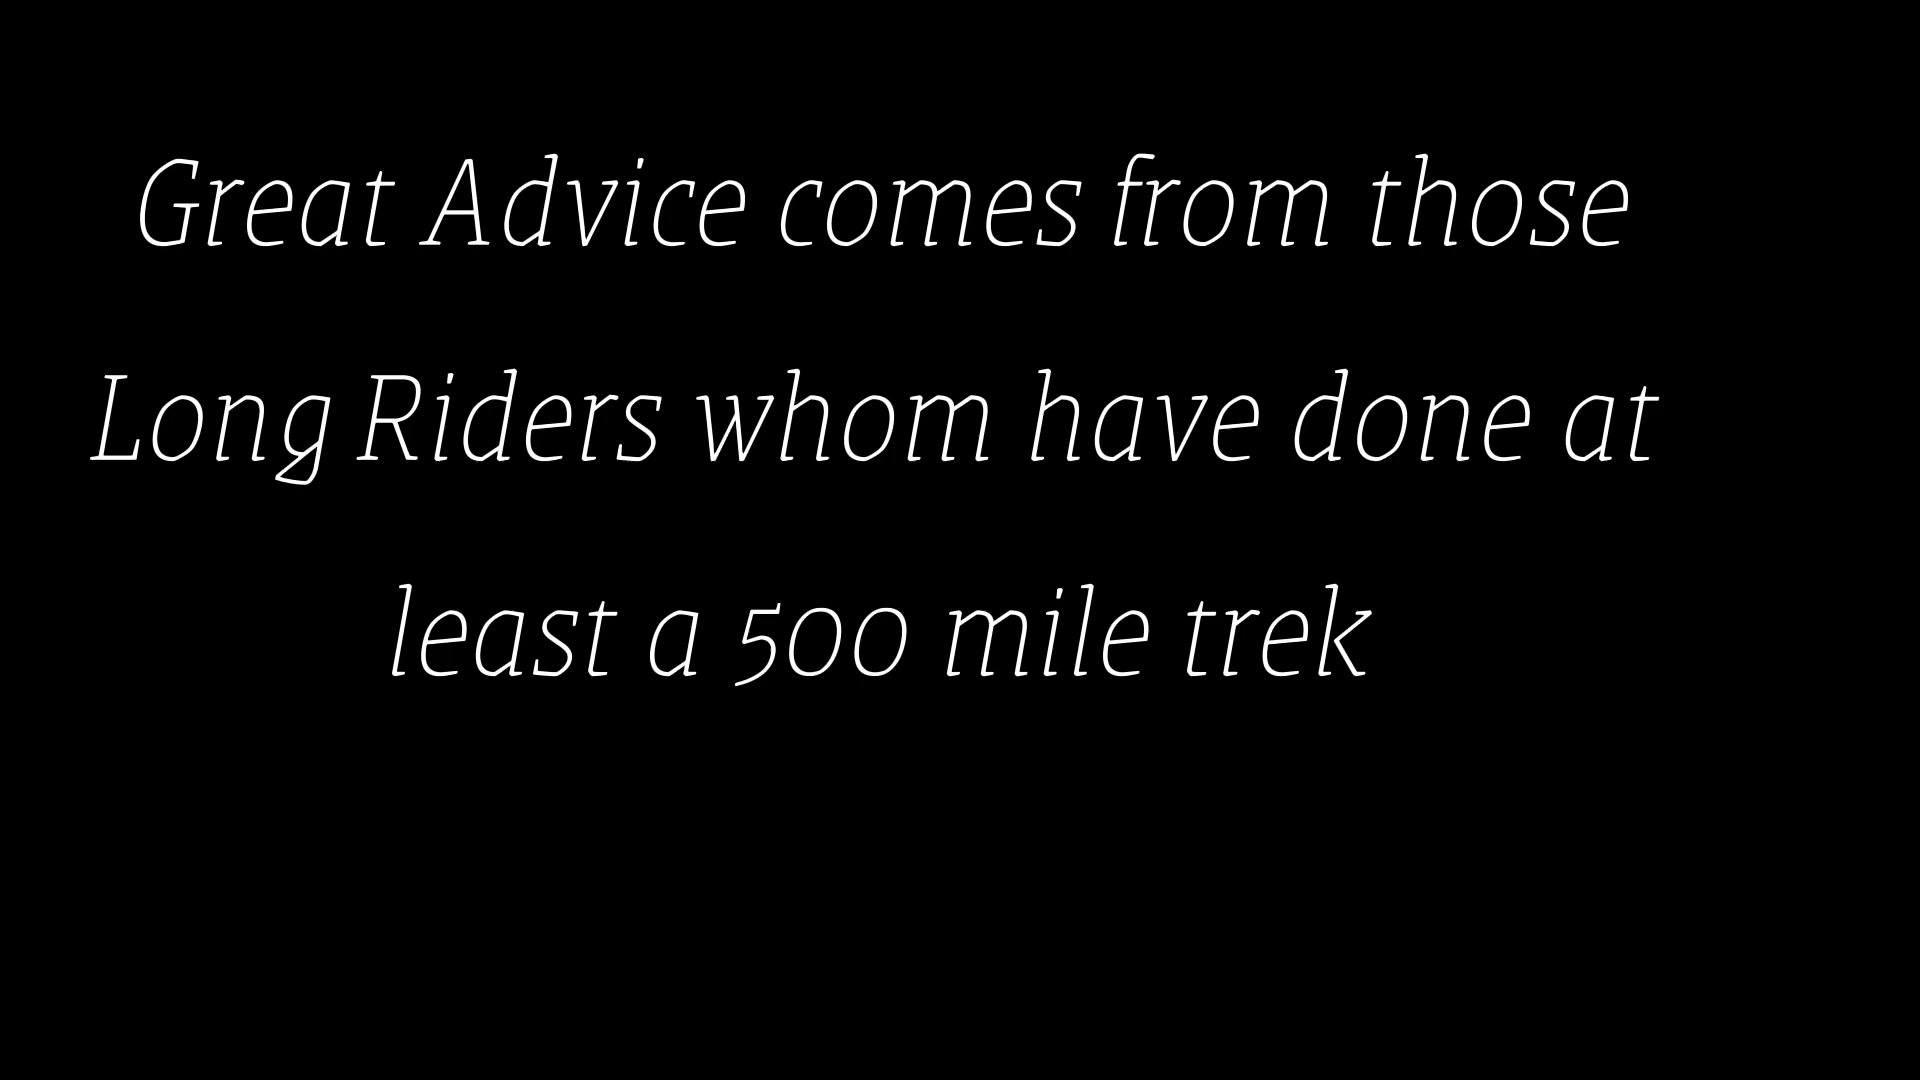 Great Advice comes from those
Long Riders whom have done at
least a 500 mile trek